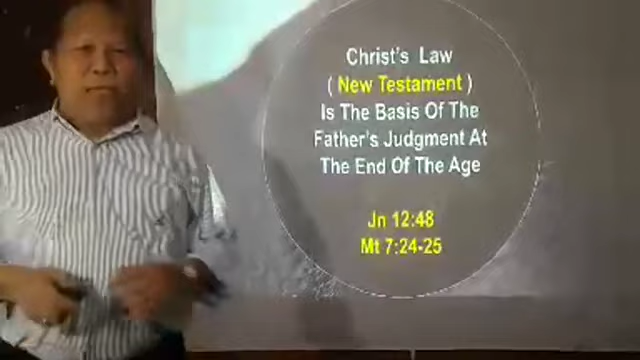 Christ's Law
( New Testament )
Is The Basis Of The
Father's Judgment At
The End Of The Age
Jn 12:48
Mt 7:24-25